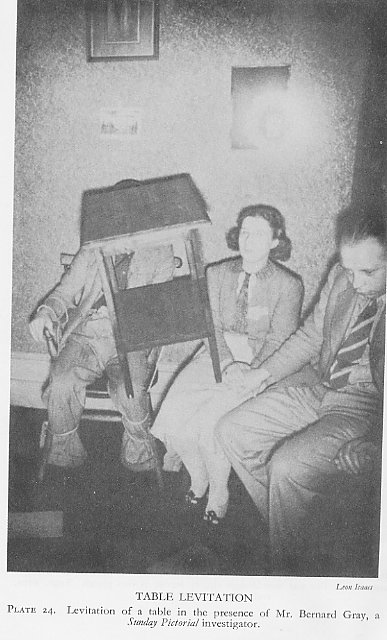 Leon Isaacs
TABLE LEVITATION
PLATE 24. Levitation of a table in the presence of Mr. Bernard Gray, a
Sunday Pictorial investigator.